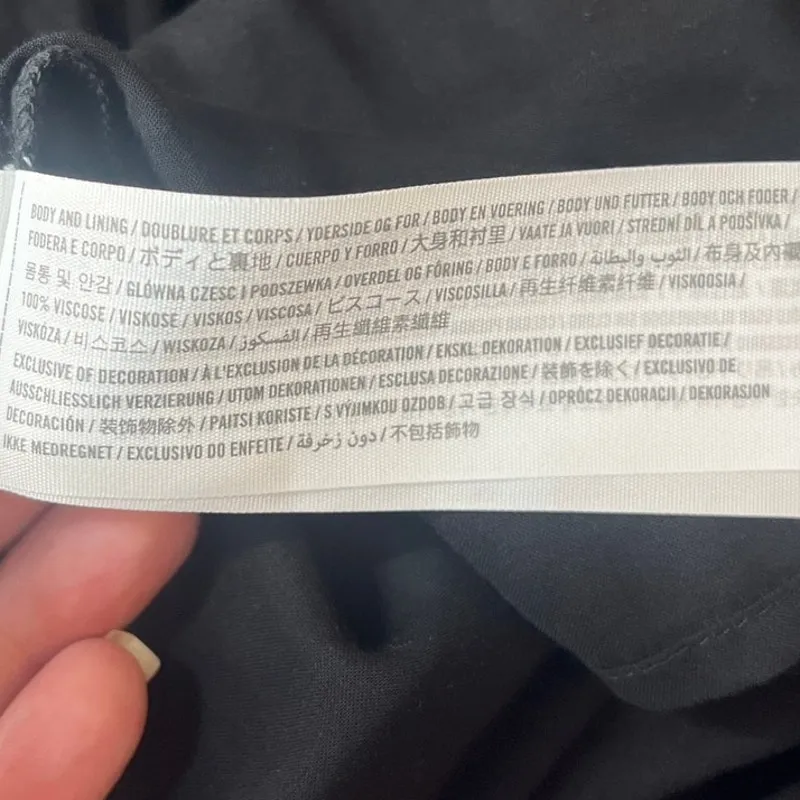 BODY AND LINING / DOUBLURE ET CORPS / YDERSIDE OG FOR / BODY EN VOERING / BODY UND FUTTER / BODY OCH FODER /
FODERA E CORPO / ボディと裏地 / CUERPO Y FORRO / 大身和衬里 / VAATE JA VUORI / STREDNÍ DÍL A PODŠÍVKA /
몸통 및 안감 / GLÓWNA CZESC I PODSZEWKA / OVERDEL OG FÔRING / BODY E FORRO / الثوب والبطانة / 布身及內襯
100% VISCOSE / VISKOSE / VISKOS / VISCOSA / ビスコース / VISCOSILLA / 再生纤维素纤维 / VISKOOSIA /
VISKÓZA / 비스코스 / WISKOZA / الفسكوز / 再生纖維素纖維
EXCLUSIVE OF DECORATION / À L'EXCLUSION DE LA DÉCORATION / EKSKL. DEKORATION / EXCLUSIEF DECORATIE /
AUSSCHLIESSLICH VERZIERUNG / UTOM DEKORATIONEN / ESCLUSA DECORAZIONE / 装飾を除く / EXCLUSIVO DE
DECORACIÓN / 装饰物除外 / PAITSI KORISTE / S VÝJIMKOU OZDOB / 고급 장식 / OPRÓCZ DEKORACJI / DEKORASJON
IKKE MEDREGNET / EXCLUSIVO DO ENFEITE / دون زخرفة / 不包括飾物